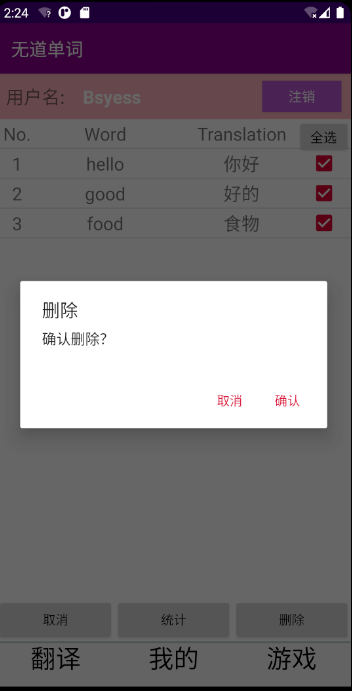 2:24
无道单词
用户名: Bsyess 注销
No. Word Translation 全选
1 hello 你好
2 good 好的
3 food 食物
删除
确认删除?
取消 确认
取消 统计 删除
翻译 我的 游戏